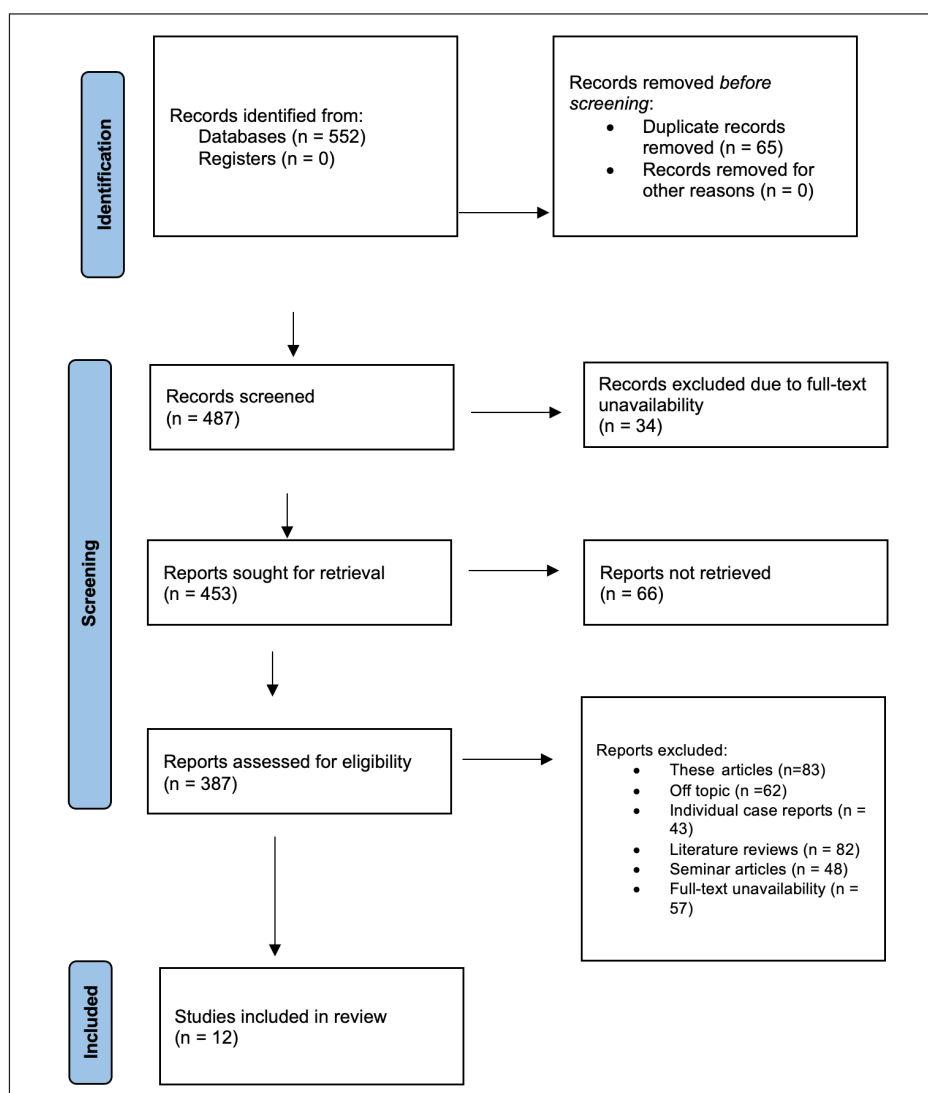 Identification
Records identified from:
Databases (n = 552)
Registers (n = 0)
Records removed before
screening:
• Duplicate records
removed (n = 65)
• Records removed for
other reasons (n = 0)
Screening
Records screened
(n = 487)
Records excluded due to full-text
unavailability
(n = 34)
Reports sought for retrieval
(n = 453)
Reports not retrieved
(n = 66)
Reports assessed for eligibility
(n = 387)
Reports excluded:
• These articles (n=83)
• Off topic (n =62)
• Individual case reports (n =
43)
• Literature reviews (n = 82)
• Seminar articles (n = 48)
• Full-text unavailability (n =
57)
Included
Studies included in review
(n = 12)